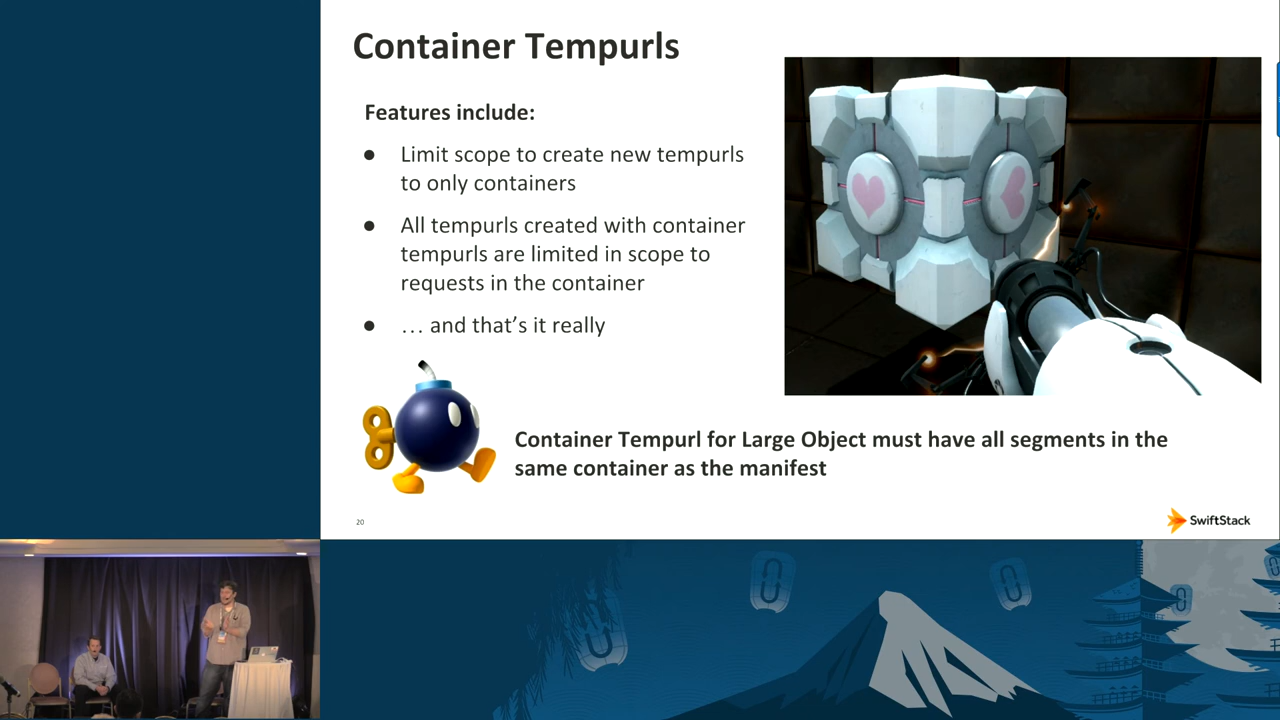 Container Tempurls
Features include:
● Limit scope to create new tempurls
to only containers
● All tempurls created with container
tempurls are limited in scope to
requests in the container
● … and that's it really
Container Tempurl for Large Object must have all segments in the
same container as the manifest
20
SwiftStack